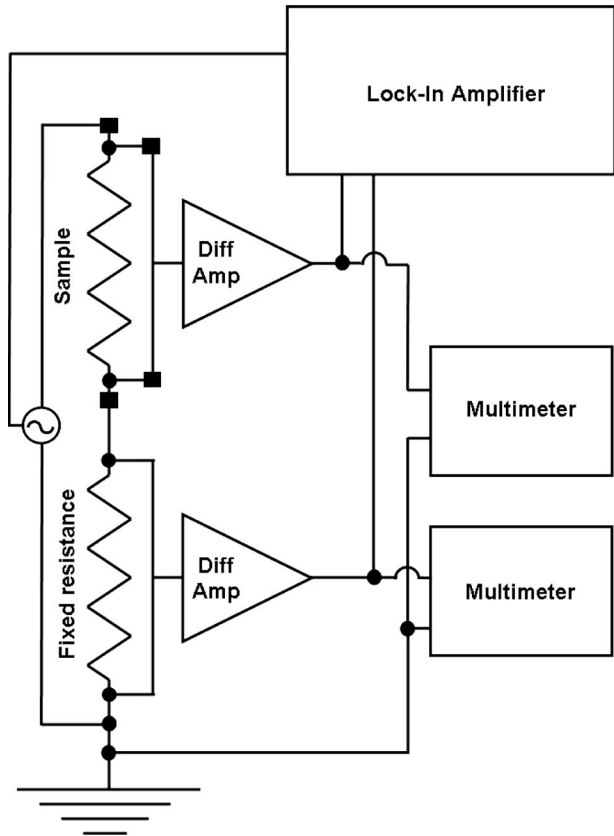 Lock-In Amplifier
Sample
Diff
Amp
Multimeter
Fixed resistance
Diff
Amp
Multimeter